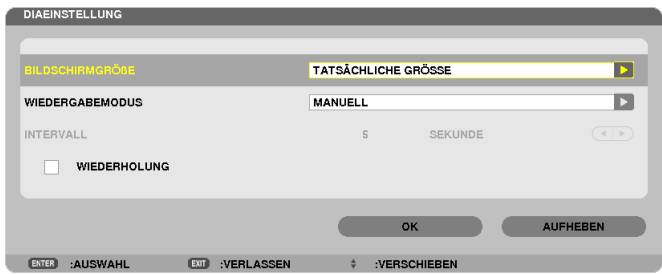 DIAEINSTELLUNG
BILDSCHIRMGRÖßE TATSÄCHLICHE GRÖSSE
WIEDERGABEMODUS MANUELL
INTERVALL 5 SEKUNDE
WIEDERHOLUNG
OK AUFHEBEN
ENTER :AUSWAHL EXIT :VERLASSEN :VERSCHIEBEN